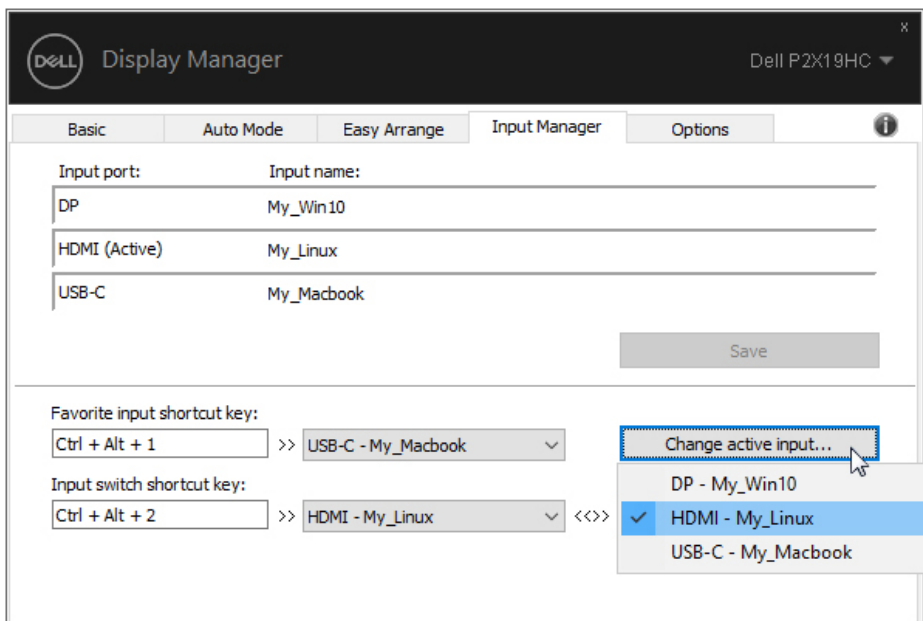 x
DELL Display Manager Dell P2X19HC
Basic Auto Mode Easy Arrange Input Manager Options i
Input port: Input name:
DP My_Win10
HDMI (Active) My_Linux
USB-C My_Macbook
Save
Favorite input shortcut key:
Ctrl + Alt + 1 >> USB-C - My_Macbook Change active input...
DP - My_Win10
Input switch shortcut key:
Ctrl + Alt + 2 >> HDMI - My_Linux <<>> HDMI - My_Linux
USB-C - My_Macbook